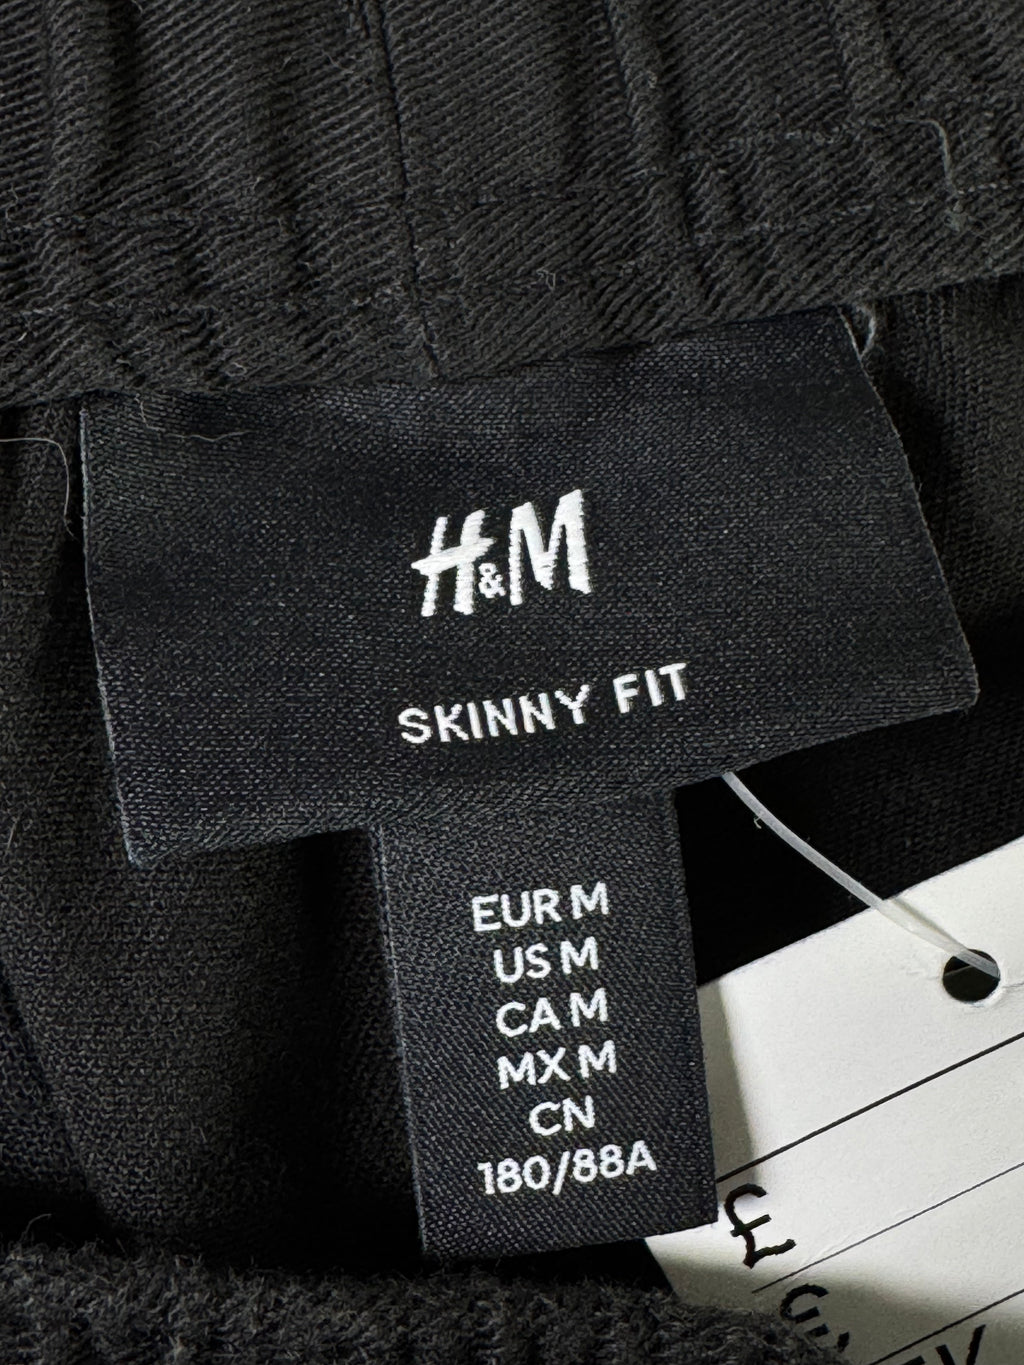 H&M
SKINNY FIT
EUR M
US M
CA M
MX M
CN
180/88A
£